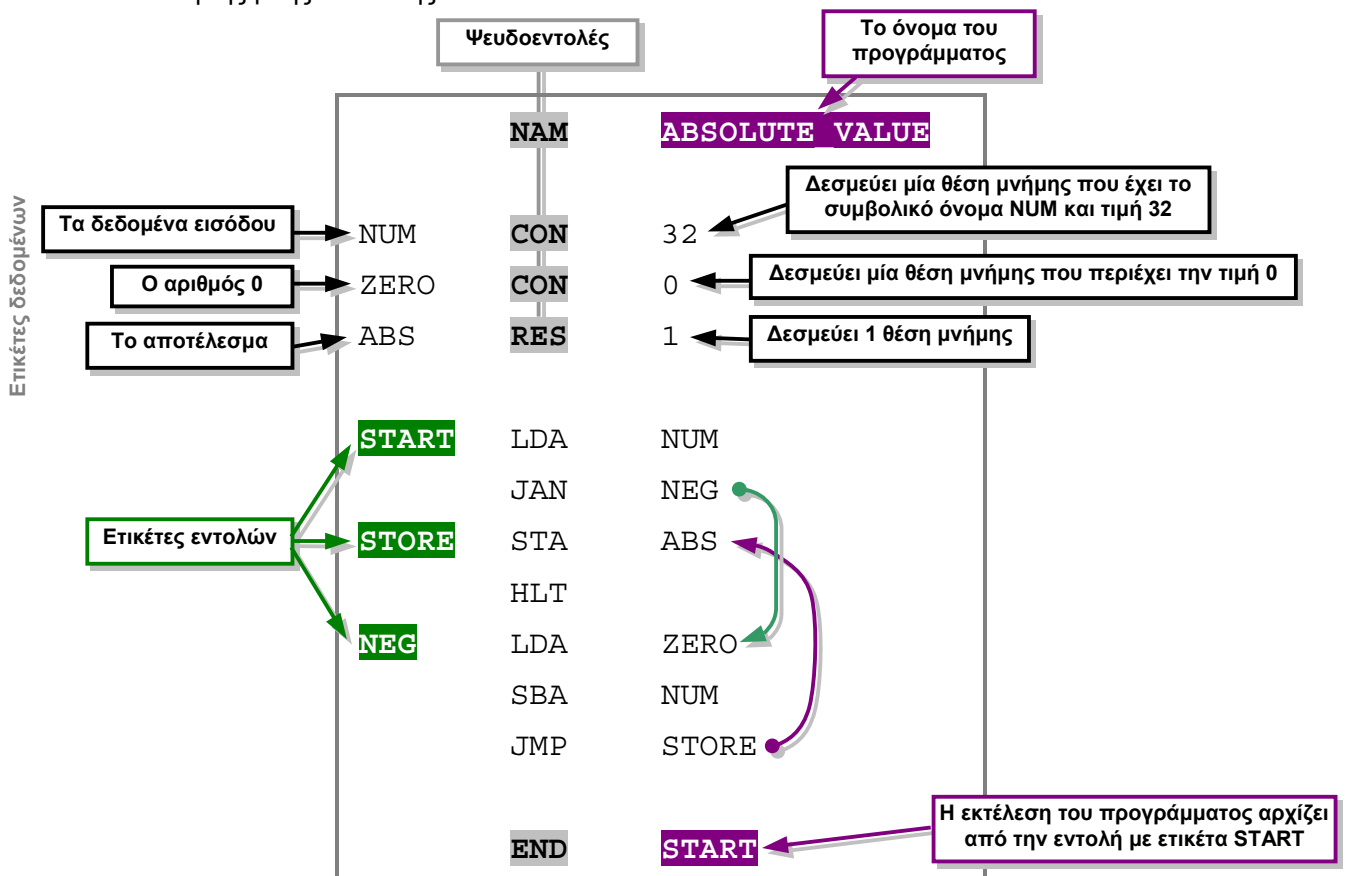 Ψευδοεντολές
Το όνομα του
προγράμματος
NAM ABSOLUTE VALUE
Ετικέτες δεδομένων
Δεσμεύει μία θέση μνήμης που έχει το
συμβολικό όνομα NUM και τιμή 32
Τα δεδομένα εισόδου
NUM CON 32
Ο αριθμός 0
ZERO CON 0
Δεσμεύει μία θέση μνήμης που περιέχει την τιμή 0
Το αποτέλεσμα
ABS RES 1
Δεσμεύει 1 θέση μνήμης
START LDA NUM
JAN NEG
Ετικέτες εντολών
STORE STA ABS
HLT
NEG LDA ZERO
SBA NUM
JMP STORE
Η εκτέλεση του προγράμματος αρχίζει
από την εντολή με ετικέτα START
END START